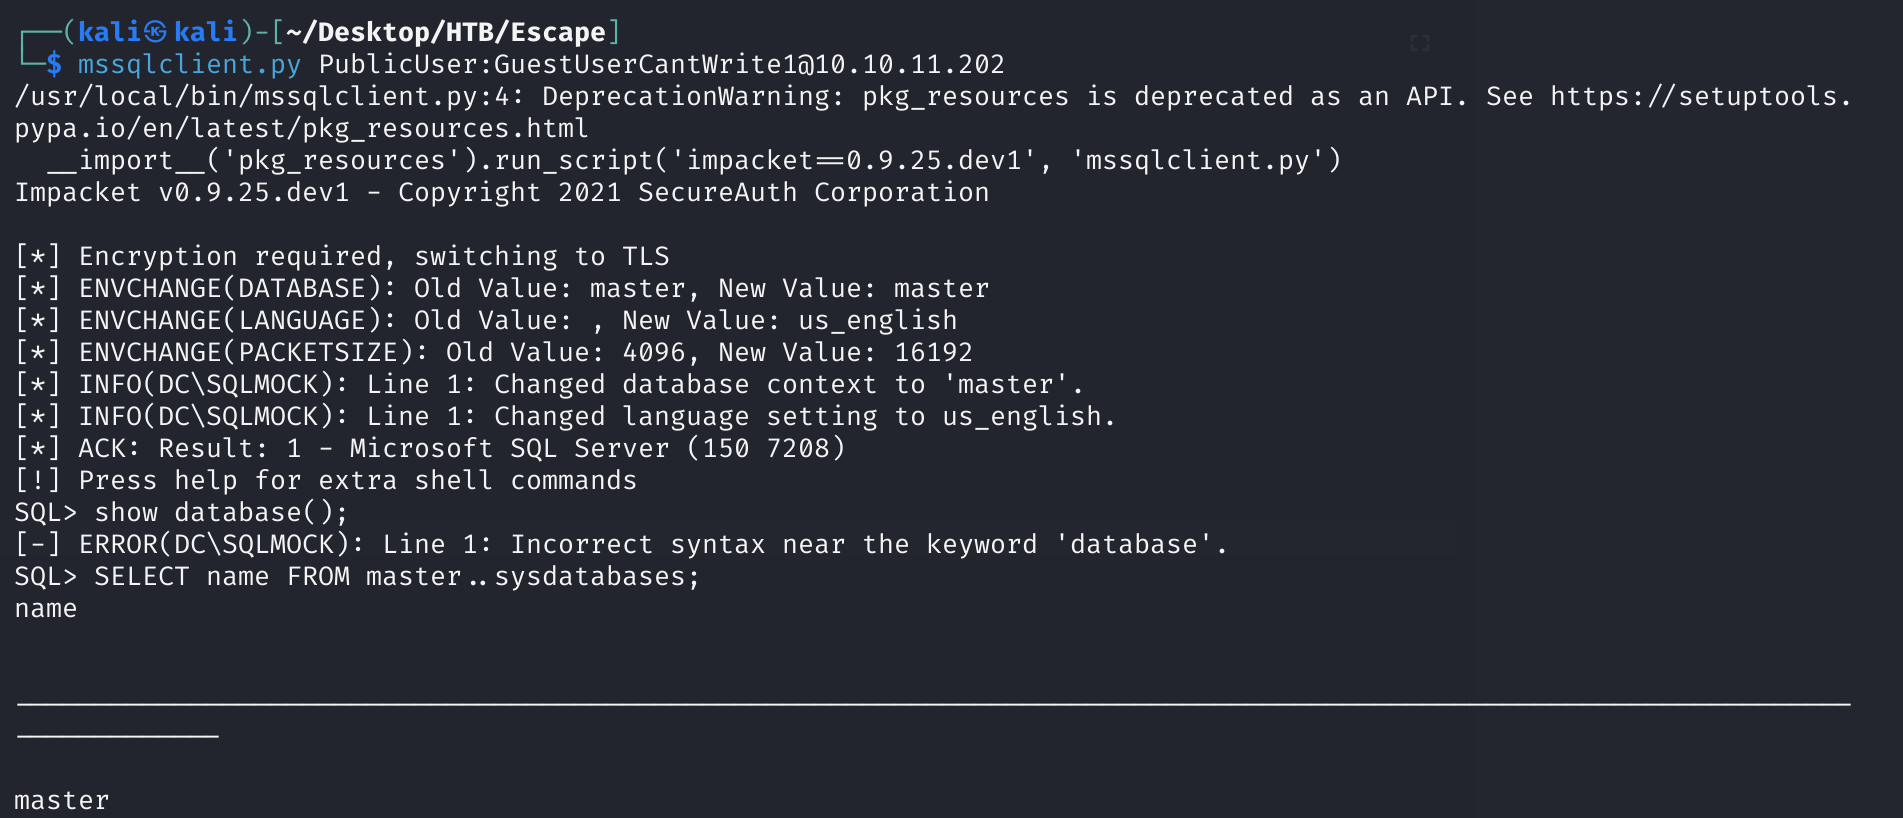 ┌──(kali㉿kali)-[~/Desktop/HTB/Escape]
└─$ mssqlclient.py PublicUser:GuestUserCantWrite1@10.10.11.202
/usr/local/bin/mssqlclient.py:4: DeprecationWarning: pkg_resources is deprecated as an API. See https://setuptools.
pypa.io/en/latest/pkg_resources.html
  __import__('pkg_resources').run_script('impacket==0.9.25.dev1', 'mssqlclient.py')
Impacket v0.9.25.dev1 - Copyright 2021 SecureAuth Corporation
[*] Encryption required, switching to TLS
[*] ENVCHANGE(DATABASE): Old Value: master, New Value: master
[*] ENVCHANGE(LANGUAGE): Old Value: , New Value: us_english
[*] ENVCHANGE(PACKETSIZE): Old Value: 4096, New Value: 16192
[*] INFO(DC\SQLMOCK): Line 1: Changed database context to 'master'.
[*] INFO(DC\SQLMOCK): Line 1: Changed language setting to us_english.
[*] ACK: Result: 1 - Microsoft SQL Server (150 7208)
[!] Press help for extra shell commands
SQL> show database();
[-] ERROR(DC\SQLMOCK): Line 1: Incorrect syntax near the keyword 'database'.
SQL> SELECT name FROM master..sysdatabases;
name
master